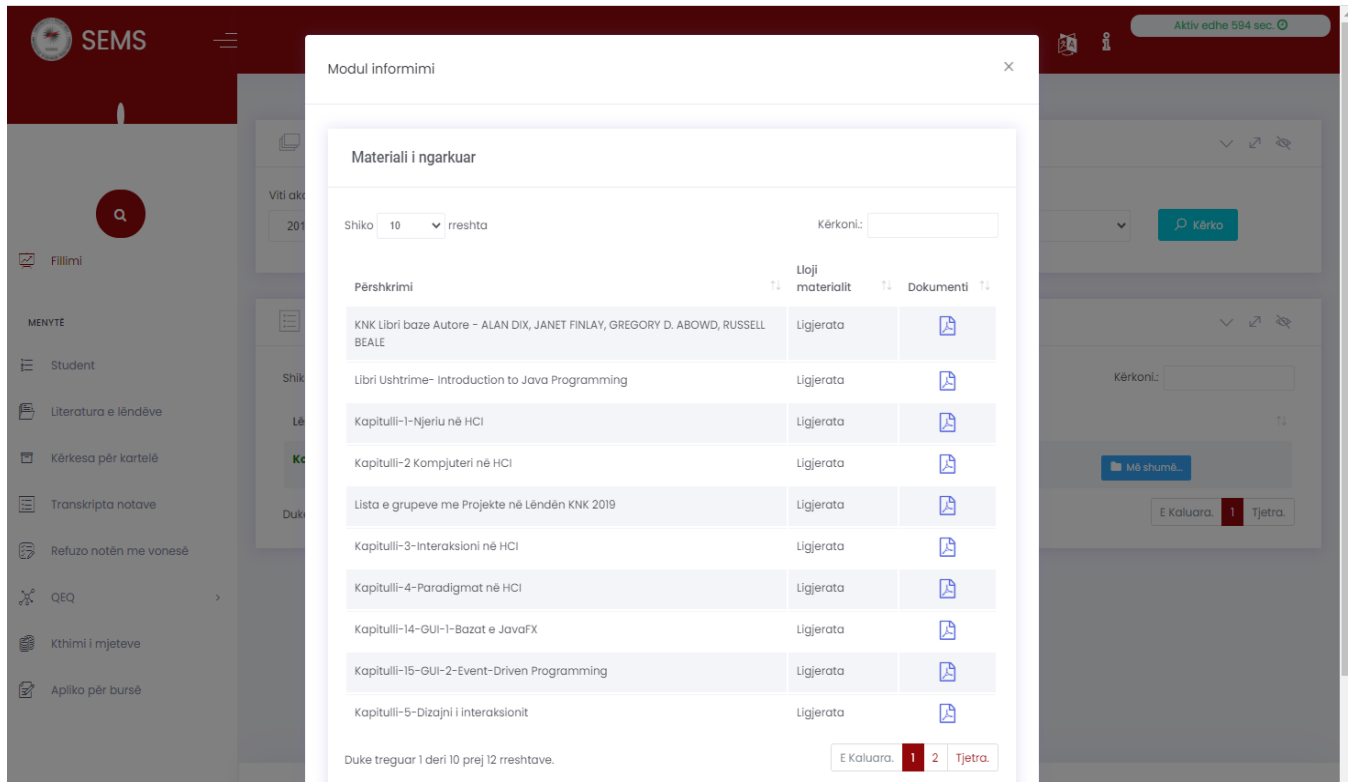 SEMS
Aktiv edhe 594 sec.
Modul informimi
×
Materiali i ngarkuar
Viti
201
Kërko
Shiko 10 rreshta
Kërkoni.:
Fillimi
Përshkrimi
Lloji
materialit
Dokumenti
MENYTË
KNK Libri baze Autore - ALAN DIX, JANET FINLAY, GREGORY D. ABOWD, RUSSELL
BEALE
Ligjerata
Student
Libri Ushtrime- Introduction to Java Programming
Ligjerata
Kërkoni.:
Literatura e lëndëve
Kapitulli-1-Njeriu në HCI
Ligjerata
Kërkesa për kartelë
Kapitulli-2 Kompjuteri në HCI
Ligjerata
Më shumë...
Transkripta notave
Lista e grupeve me Projekte në Lëndën KNK 2019
Ligjerata
E Kaluara. 1 Tjetra.
Refuzo notën me vonesë
Kapitulli-3-Interaksioni në HCI
Ligjerata
QEQ
Kapitulli-4-Paradigmat në HCI
Ligjerata
Kthimi i mjeteve
Kapitulli-14-GUI-1-Bazat e JavaFX
Ligjerata
Kapitulli-15-GUI-2-Event-Driven Programming
Ligjerata
Apliko për bursë
Kapitulli-5-Dizajni i interaksionit
Ligjerata
Duke treguar 1 deri 10 prej 12 rreshtave.
E Kaluara. 1 2 Tjetra.